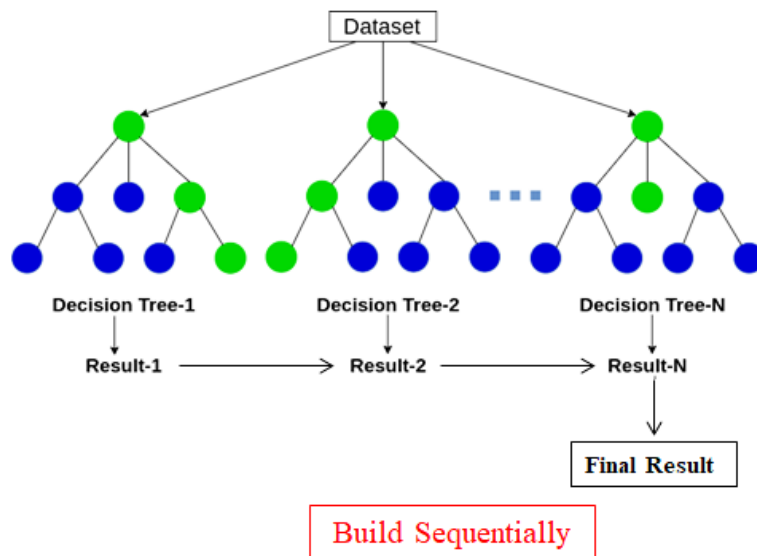 Dataset
Decision Tree-1
Decision Tree-2
Decision Tree-N
Result-1
Result-2
Result-N
Final Result
Build Sequentially